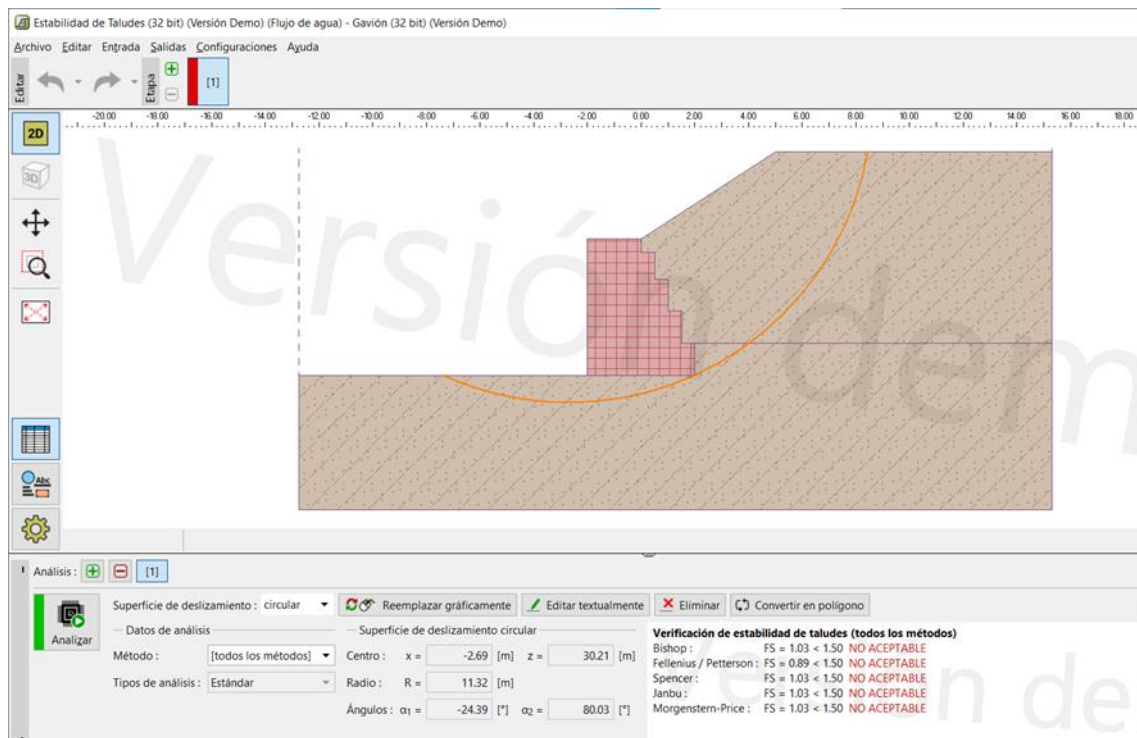 Estabilidad de Taludes (32 bit) (Versión Demo) (Flujo de agua) - Gavión (32 bit) (Versión Demo)
Archivo Editar Entrada Salidas Configuraciones Ayuda
Editar
Etapa
[1]
-20.00 -18.00 -16.00 -14.00 -12.00 -10.00 -8.00 -6.00 -4.00 -2.00 0.00 2.00 4.00 6.00 8.00 10.00 12.00 14.00 16.00 18.00
2D
3D
Versión dem
Abc
Análisis : [1]
Analizar
Superficie de deslizamiento : circular Reemplazar gráficamente Editar textualmente Eliminar Convertir en polígono
Datos de análisis
Método : [todos los métodos]
Tipos de análisis : Estándar
Superficie de deslizamiento circular
Centro : x = -2.69 [m] z = 30.21 [m]
Radio : R = 11.32 [m]
Ángulos : α1 = -24.39 [°] α2 = 80.03 [°]
Verificación de estabilidad de taludes (todos los métodos)
Bishop : FS = 1.03 < 1.50 NO ACEPTABLE
Fellenius / Petterson : FS = 0.89 < 1.50 NO ACEPTABLE
Spencer : FS = 1.03 < 1.50 NO ACEPTABLE
Janbu : FS = 1.03 < 1.50 NO ACEPTABLE
Morgenstern-Price : FS = 1.03 < 1.50 NO ACEPTABLE